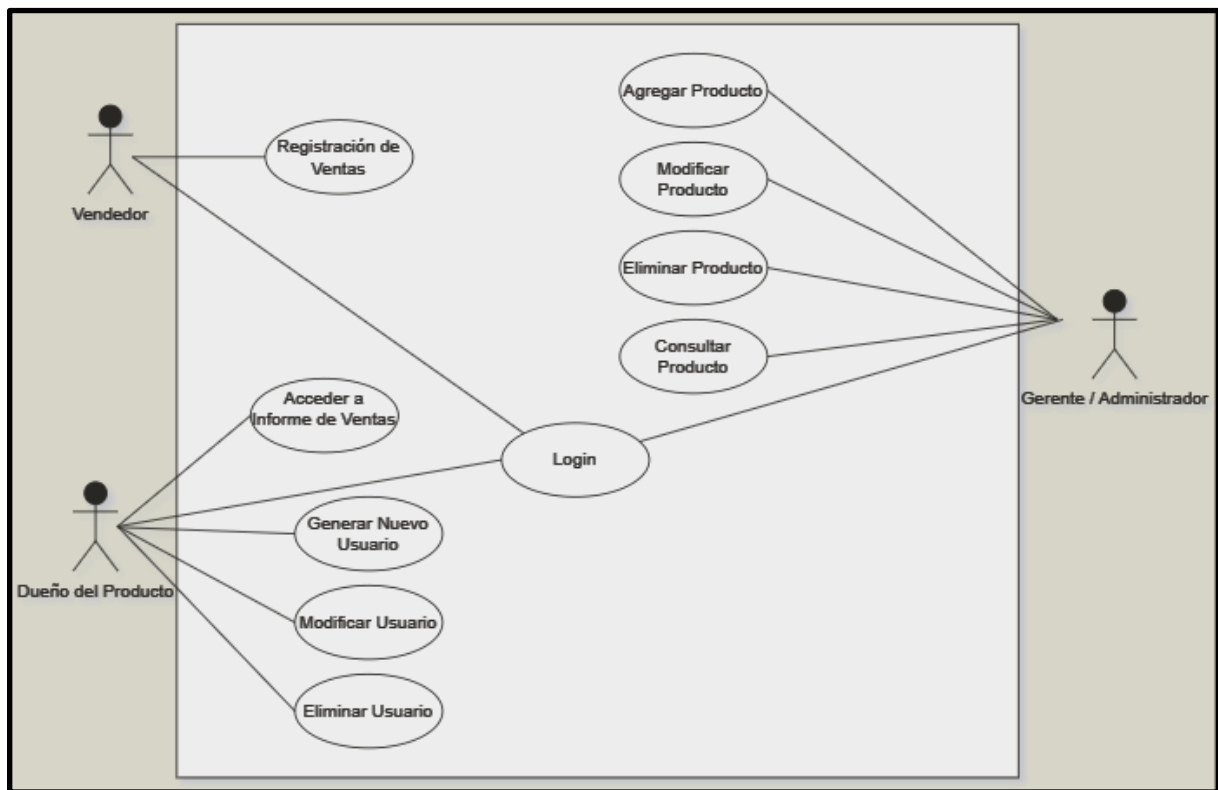 Agregar Producto
Registración de
Ventas
Modificar
Producto
Vendedor
Eliminar Producto
Consultar
Producto
Gerente / Administrador
Acceder a
Informe de Ventas
Login
Generar Nuevo
Usuario
Dueño del Producto
Modificar Usuario
Eliminar Usuario